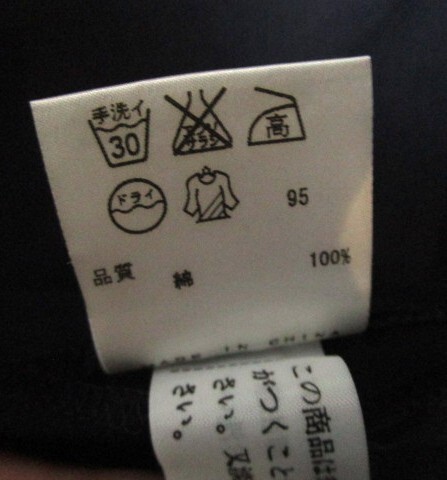 手洗イ
30
エンソ
サラシ
高
ドライ
95
品質 綿 100%
この商品は
がつくこと
さい。又
さい。